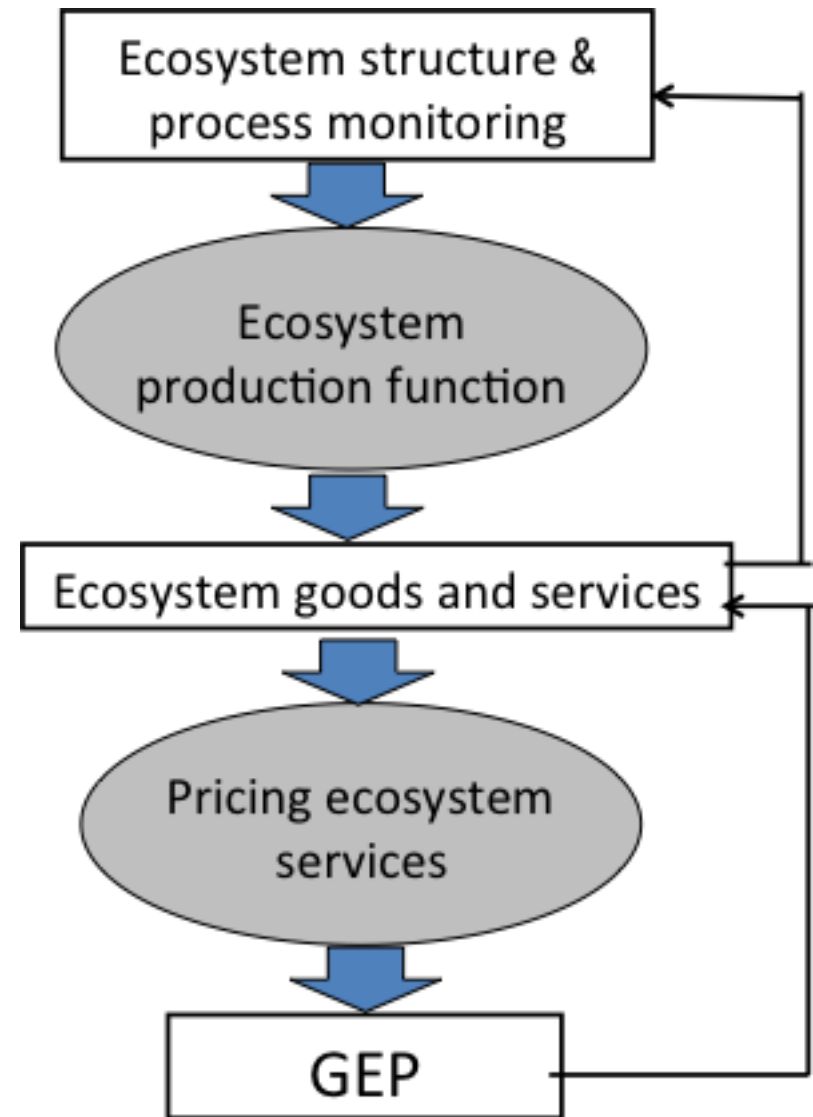 Ecosystem structure &
process monitoring
Ecosystem
production function
Ecosystem goods and services
Pricing ecosystem
services
GEP